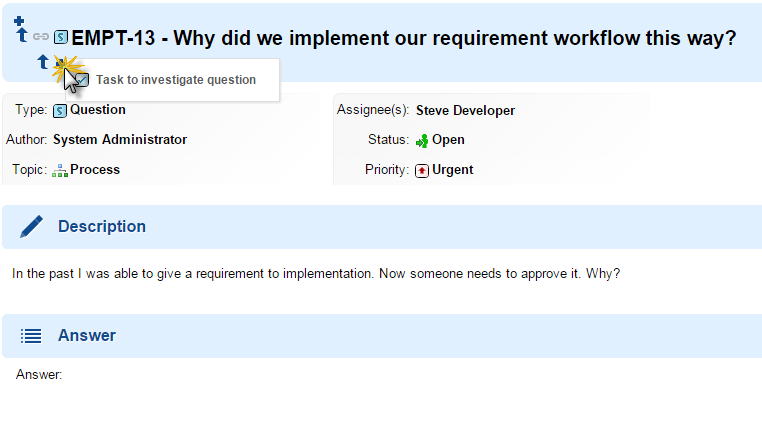 EMPT-13 - Why did we implement our requirement workflow this way?
Task to investigate question
Type: Question
Assignee(s): Steve Developer
Author: System Administrator
Status: Open
Topic: Process
Priority: Urgent
Description
In the past I was able to give a requirement to implementation. Now someone needs to approve it. Why?
Answer
Answer: